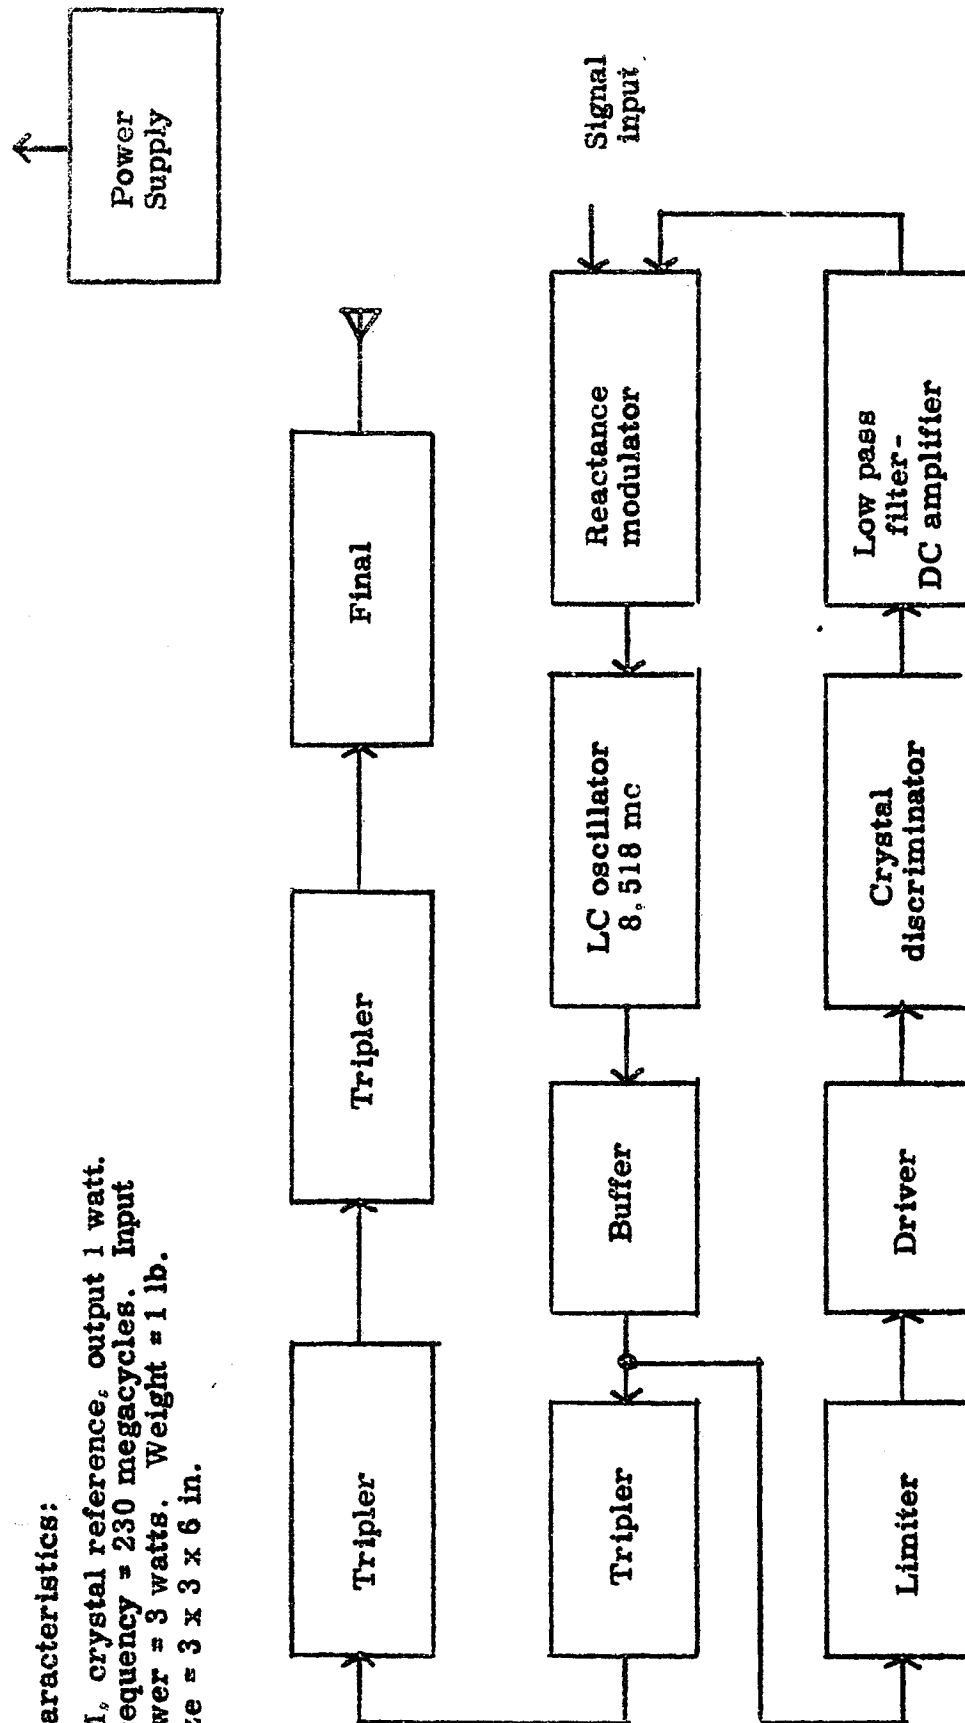 aracteristics:
, crystal reference, output 1 watt.
equency = 230 megacycles. Input
wer = 3 watts. Weight = 1 lb.
ze = 3 x 3 x 6 in.
Power
Supply
Tripler
Tripler
Final
Tripler
Buffer
LC oscillator
8.518 mc
Reactance
modulator
Signal
input
Limiter
Driver
Crystal
discriminator
Low pass
filter-
DC amplifier